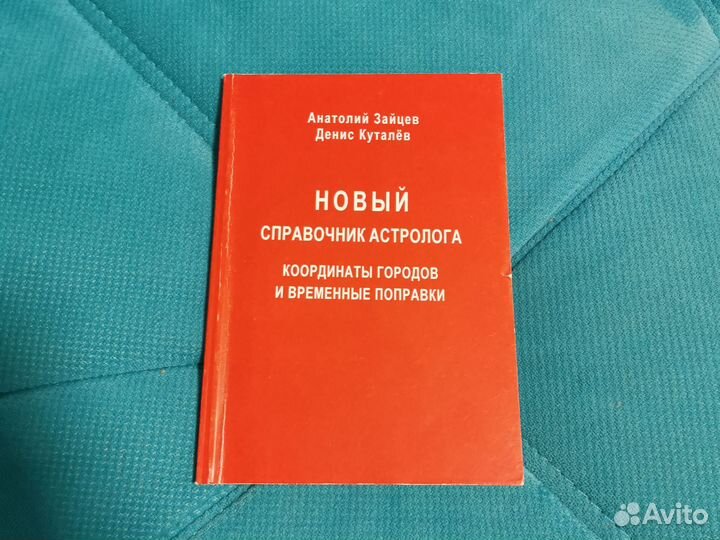 Анатолий Зайцев
Денис Куталёв
НОВЫЙ
СПРАВОЧНИК АСТРОЛОГА
КООРДИНАТЫ ГОРОДОВ
И ВРЕМЕННЫЕ ПОПРАВКИ
Avito